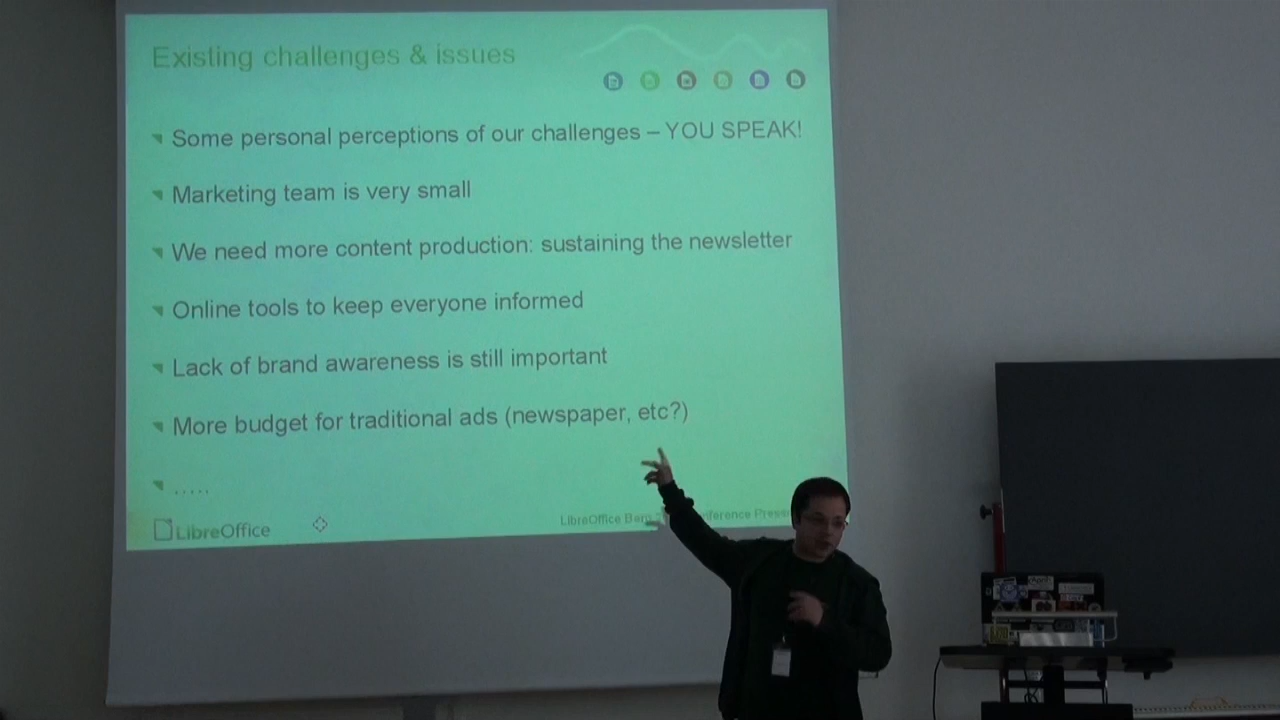 Existing challenges & issues
Some personal perceptions of our challenges – YOU SPEAK!
Marketing team is very small
We need more content production: sustaining the newsletter
Online tools to keep everyone informed
Lack of brand awareness is still important
More budget for traditional ads (newspaper, etc?)
.....
LibreOffice
LibreOffice Bern